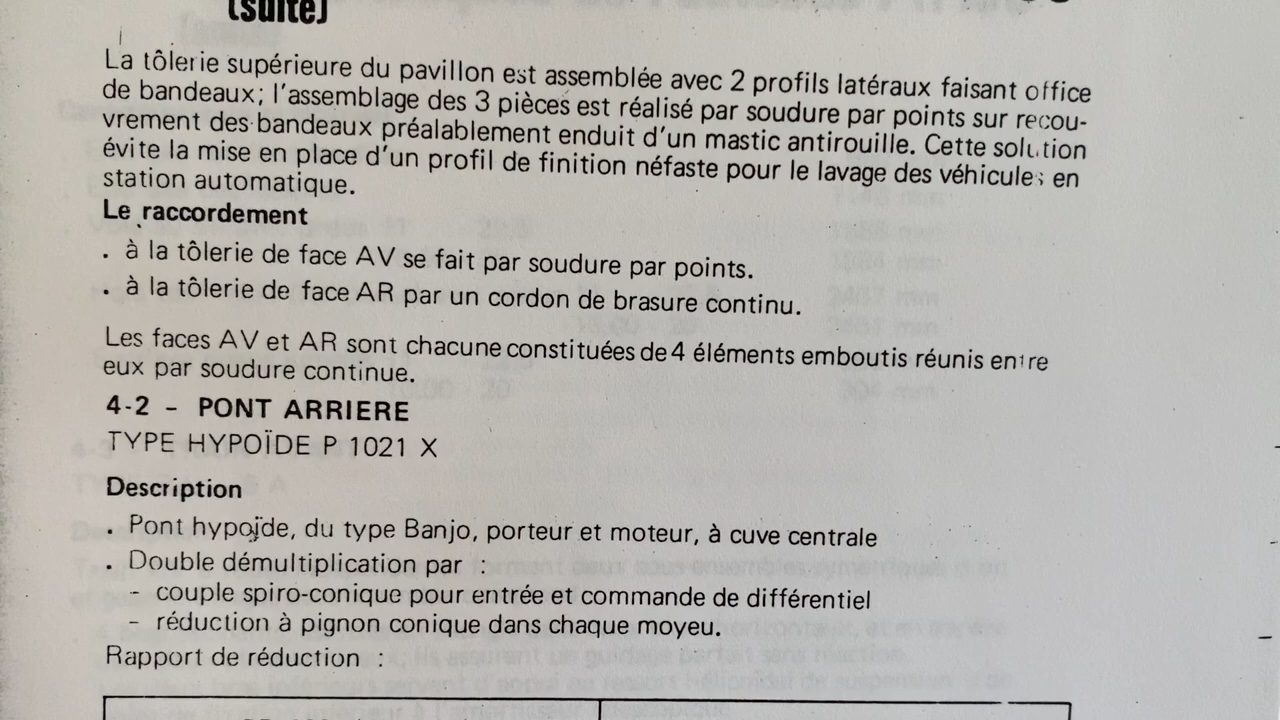 (suite)
La tôlerie supérieure du pavillon est assemblée avec 2 profils latéraux faisant office
de bandeaux; l'assemblage des 3 pièces est réalisé par soudure par points sur recou-
vrement des bandeaux préalablement enduit d'un mastic antirouille. Cette solution
évite la mise en place d'un profil de finition néfaste pour le lavage des véhicules en
station automatique.
Le raccordement
. à la tôlerie de face AV se fait par soudure par points.
. à la tôlerie de face AR par un cordon de brasure continu.
Les faces AV et AR sont chacune constituées de 4 éléments emboutis réunis entre
eux par soudure continue.
4-2 - PONT ARRIERE
TYPE HYPOÏDE P 1021 X
Description
. Pont hypoïde, du type Banjo, porteur et moteur, à cuve centrale
. Double démultiplication par :
- couple spiro-conique pour entrée et commande de différentiel
- réduction à pignon conique dans chaque moyeu.
Rapport de réduction :